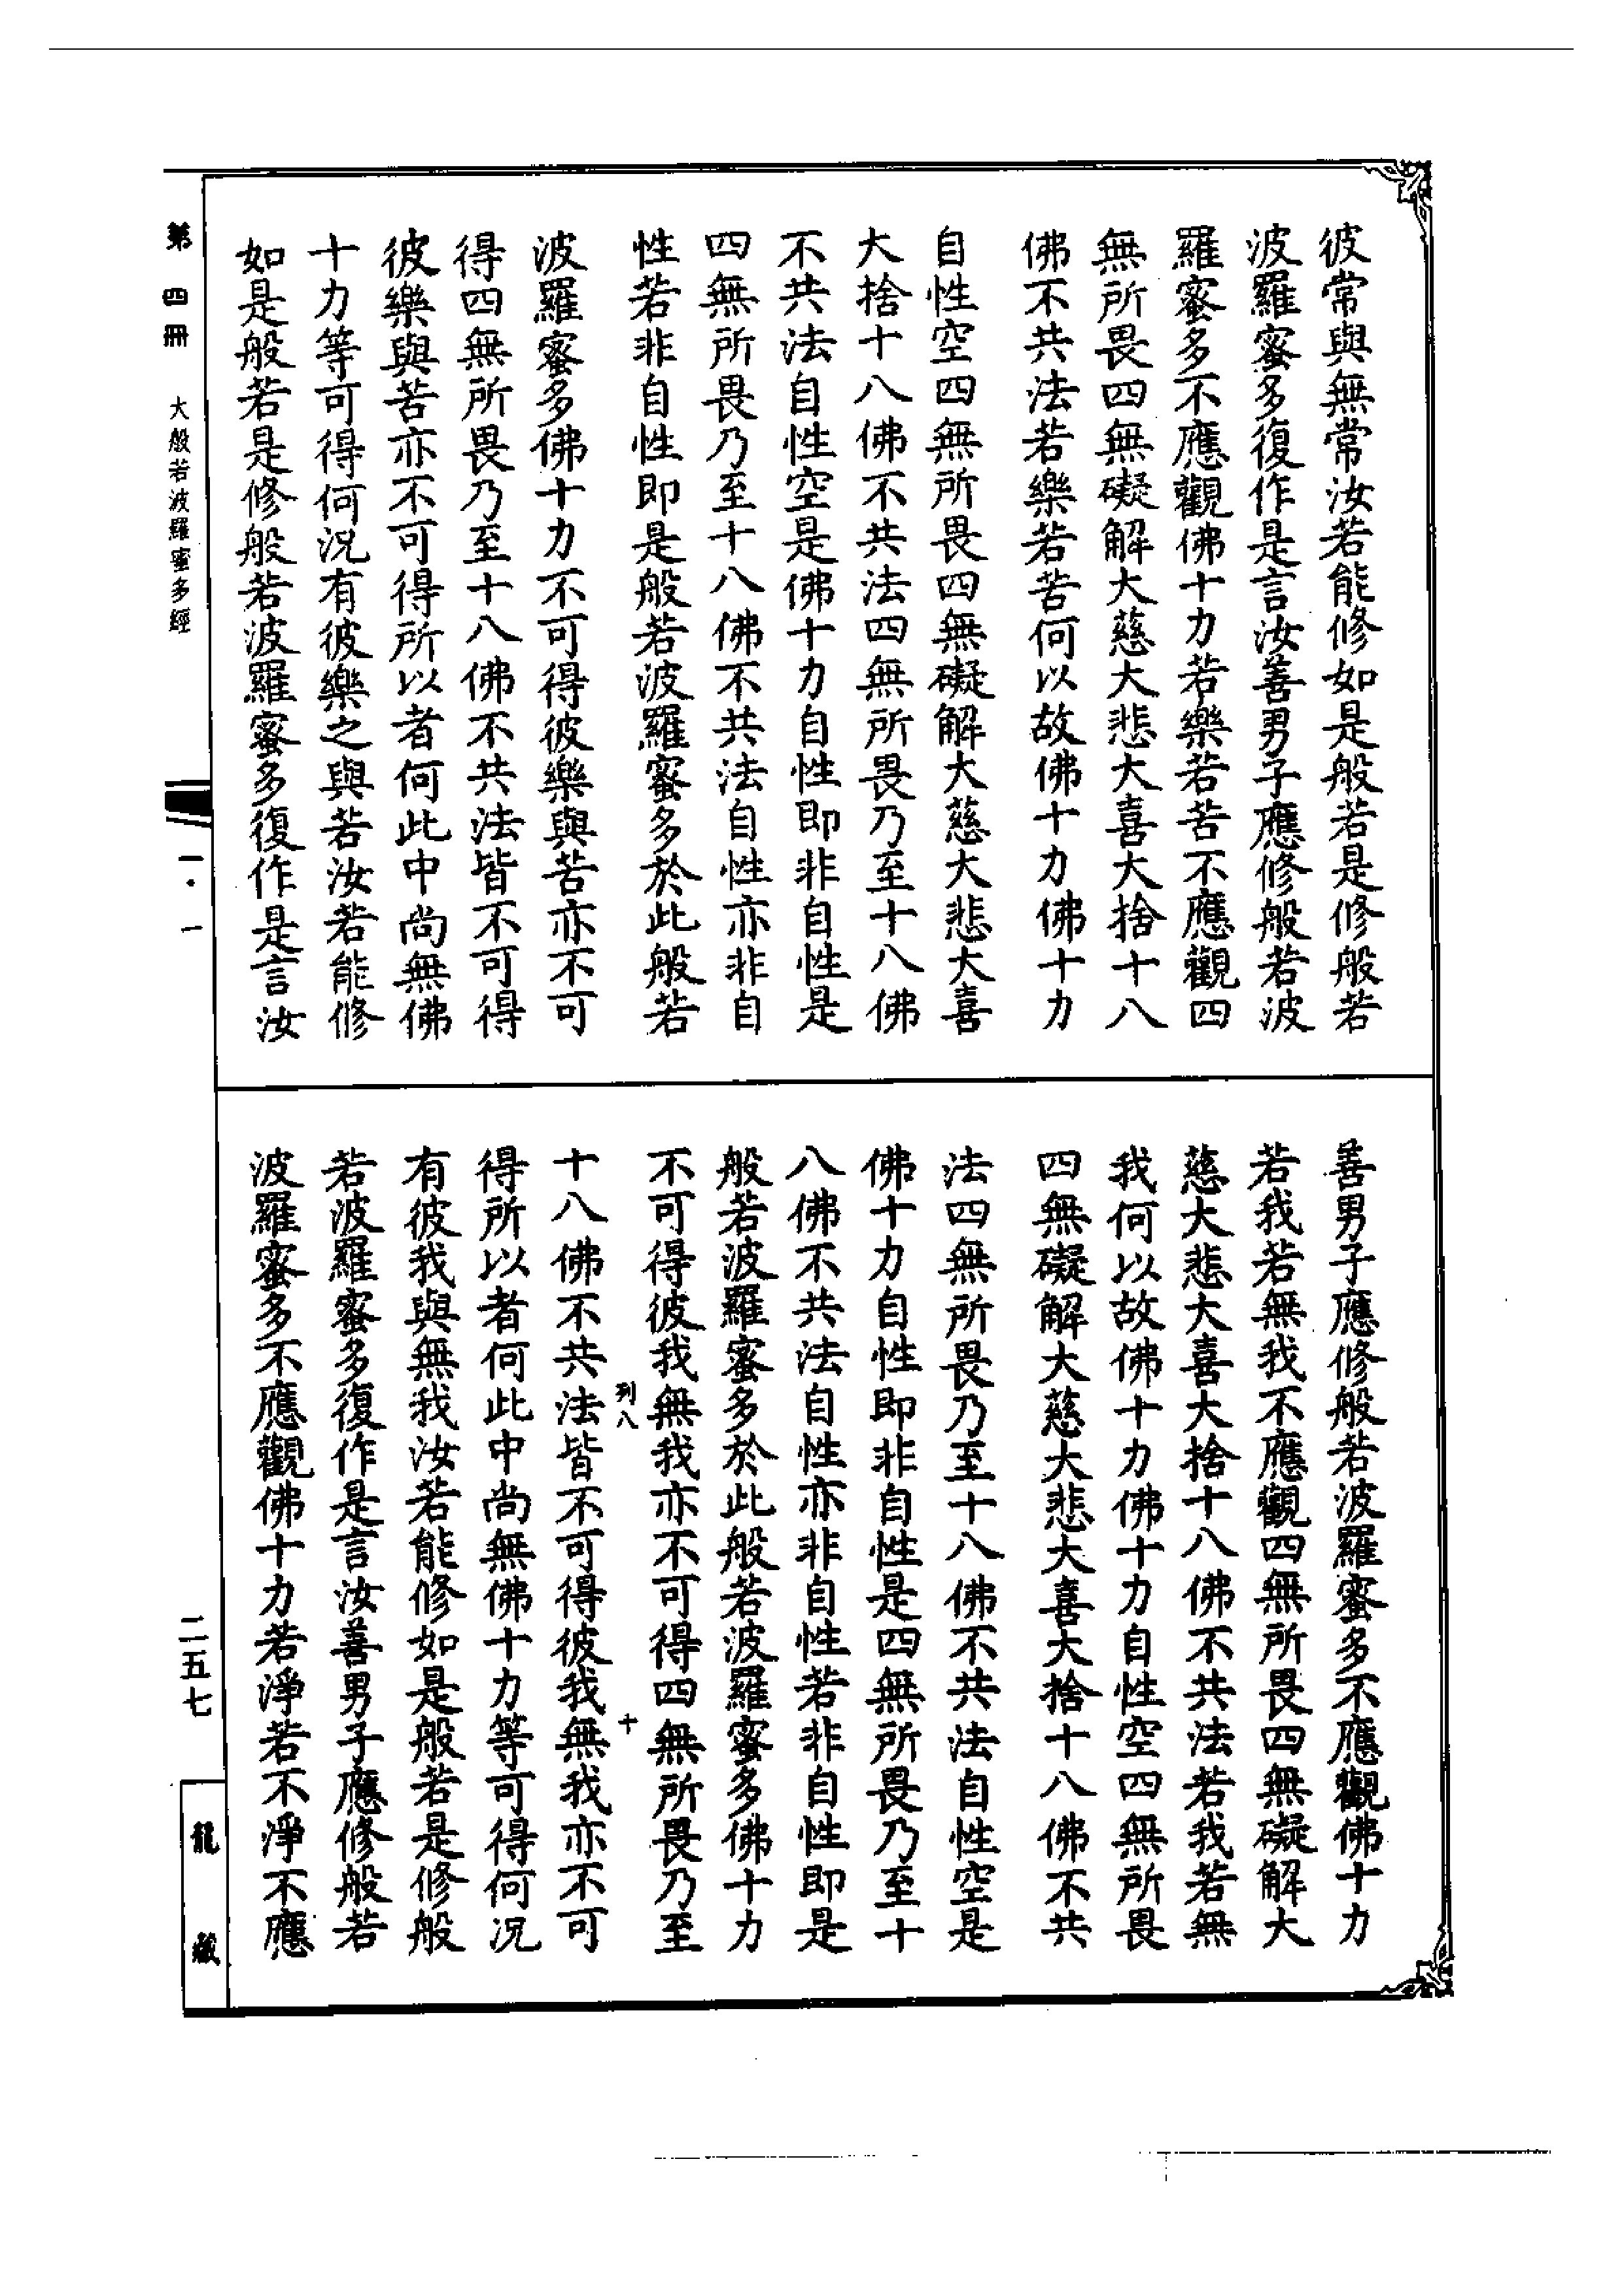 彼常與無常汝若能修如是般若是修般若
波羅蜜多復作是言汝善男子應修般若波
羅蜜多不應觀佛十力若樂若苦不應觀四
無所畏四無礙解大慈大悲大喜大捨十八
佛不共法若樂若苦何以故佛十力佛十力
自性空四無所畏四無礙解大慈大悲大喜
大捨十八佛不共法四無所畏乃至十八佛
不共法自性空是佛十力自性即非自性是
四無所畏乃至十八佛不共法自性亦非自
性若非自性即是般若波羅蜜多於此般若
波羅蜜多佛十力不可得彼樂與苦亦不可
得四無所畏乃至十八佛不共法皆不可得
彼樂與苦亦不可得所以者何此中尚無佛
十力等可得何況有彼樂之與若汝若能修
如是般若是修般若波羅蜜多復作是言汝
善男子應修般若波羅蜜多不應觀佛十力
若我若無我不應觀四無所畏四無礙解大
慈大悲大喜大捨十八佛不共法若我若無
我何以故佛十力佛十力自性空四無所畏
四無礙解大慈大悲大喜大捨十八佛不共
法四無所畏乃至十八佛不共法自性空是
佛十力自性即非自性是四無所畏乃至十
八佛不共法自性亦非自性若非自性即是
般若波羅蜜多於此般若波羅蜜多佛十力
不可得彼我無我亦不可得四無所畏乃至
列八 十
十八佛不共法皆不可得彼我無我亦不可
得所以者何此中尚無佛十力等可得何況
有彼我與無我汝若能修如是般若是修般
若波羅蜜多復作是言汝善男子應修般若
波羅蜜多不應觀佛十力若淨若不淨不應
第四冊 大般若波羅蜜多經
一·一
二五七
龍藏